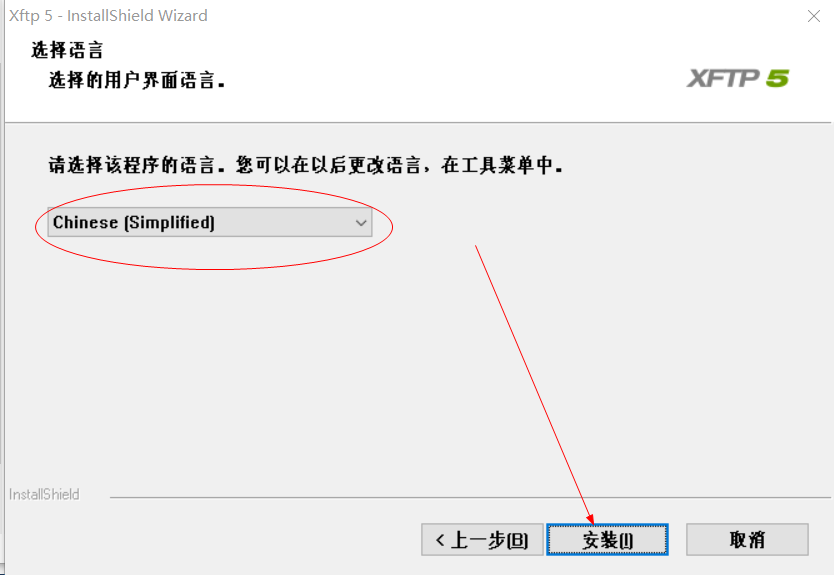 Xftp 5 - InstallShield Wizard
选择语言
选择的用户界面语言。
XFTP 5
请选择该程序的语言。您可以在以后更改语言，在工具菜单中。
Chinese (Simplified)
InstallShield
< 上一步(B)
安装(I)
取消